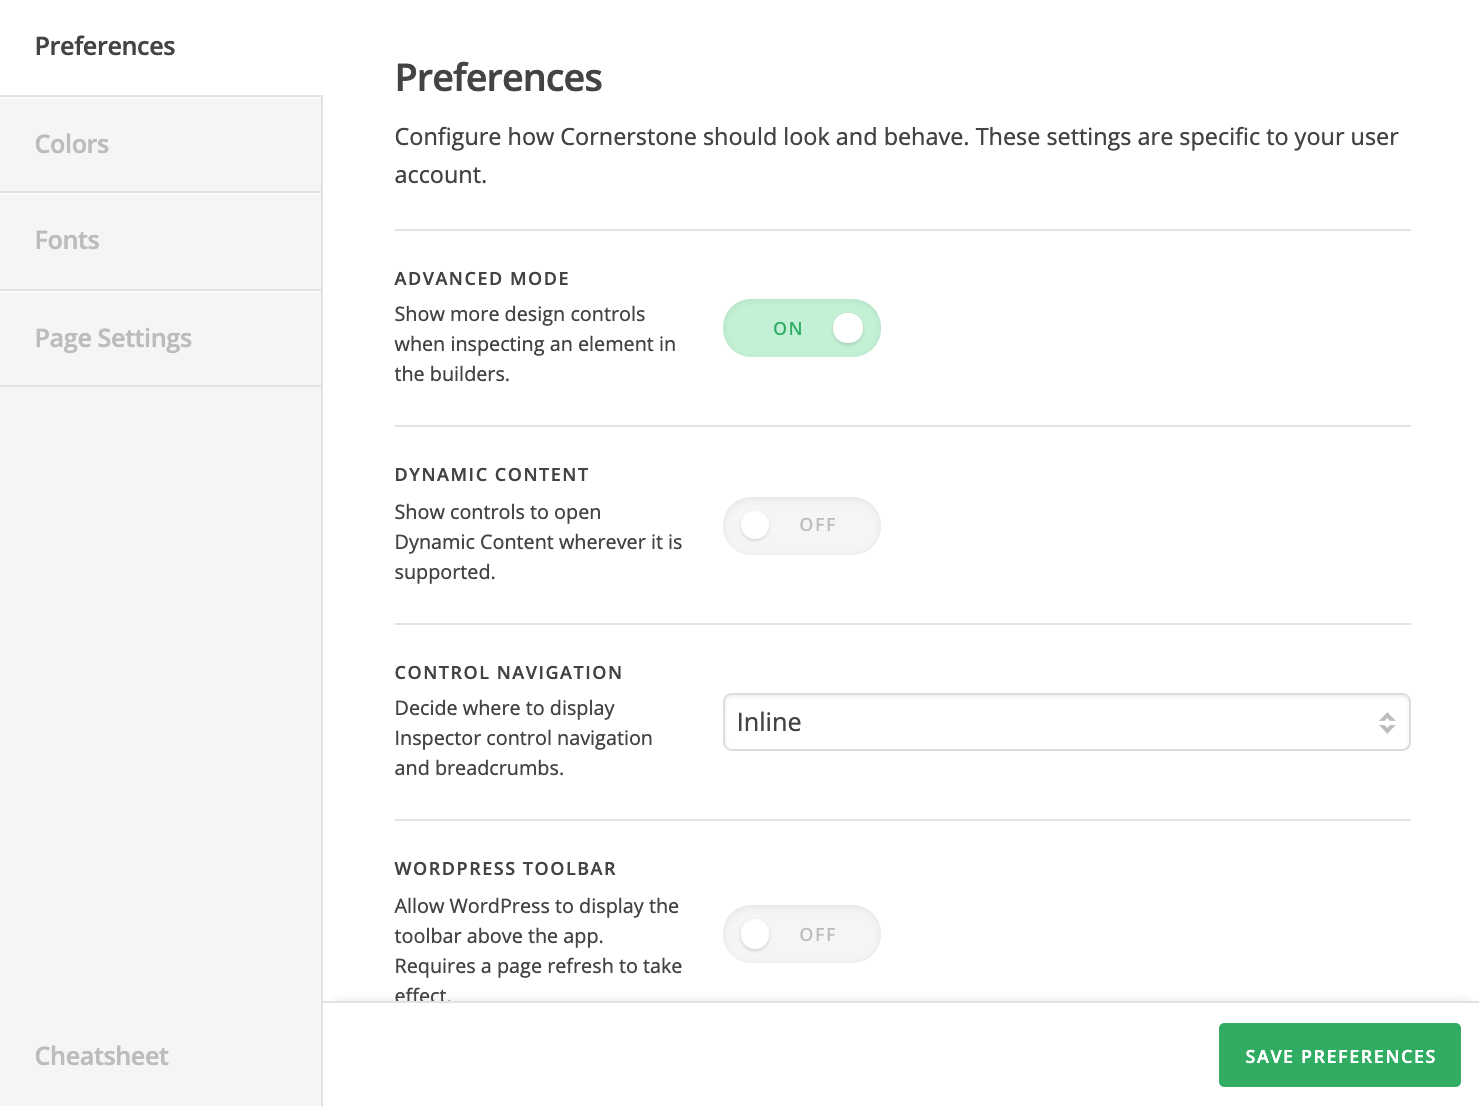 Preferences
Colors
Fonts
Page Settings
Cheatsheet
Preferences
Configure how Cornerstone should look and behave. These settings are specific to your user
account.
ADVANCED MODE
Show more design controls
when inspecting an element in
the builders.
ON
DYNAMIC CONTENT
Show controls to open
Dynamic Content wherever it is
supported.
OFF
CONTROL NAVIGATION
Decide where to display
Inspector control navigation
and breadcrumbs.
Inline
WORDPRESS TOOLBAR
Allow WordPress to display the
toolbar above the app.
Requires a page refresh to take
effect.
OFF
SAVE PREFERENCES